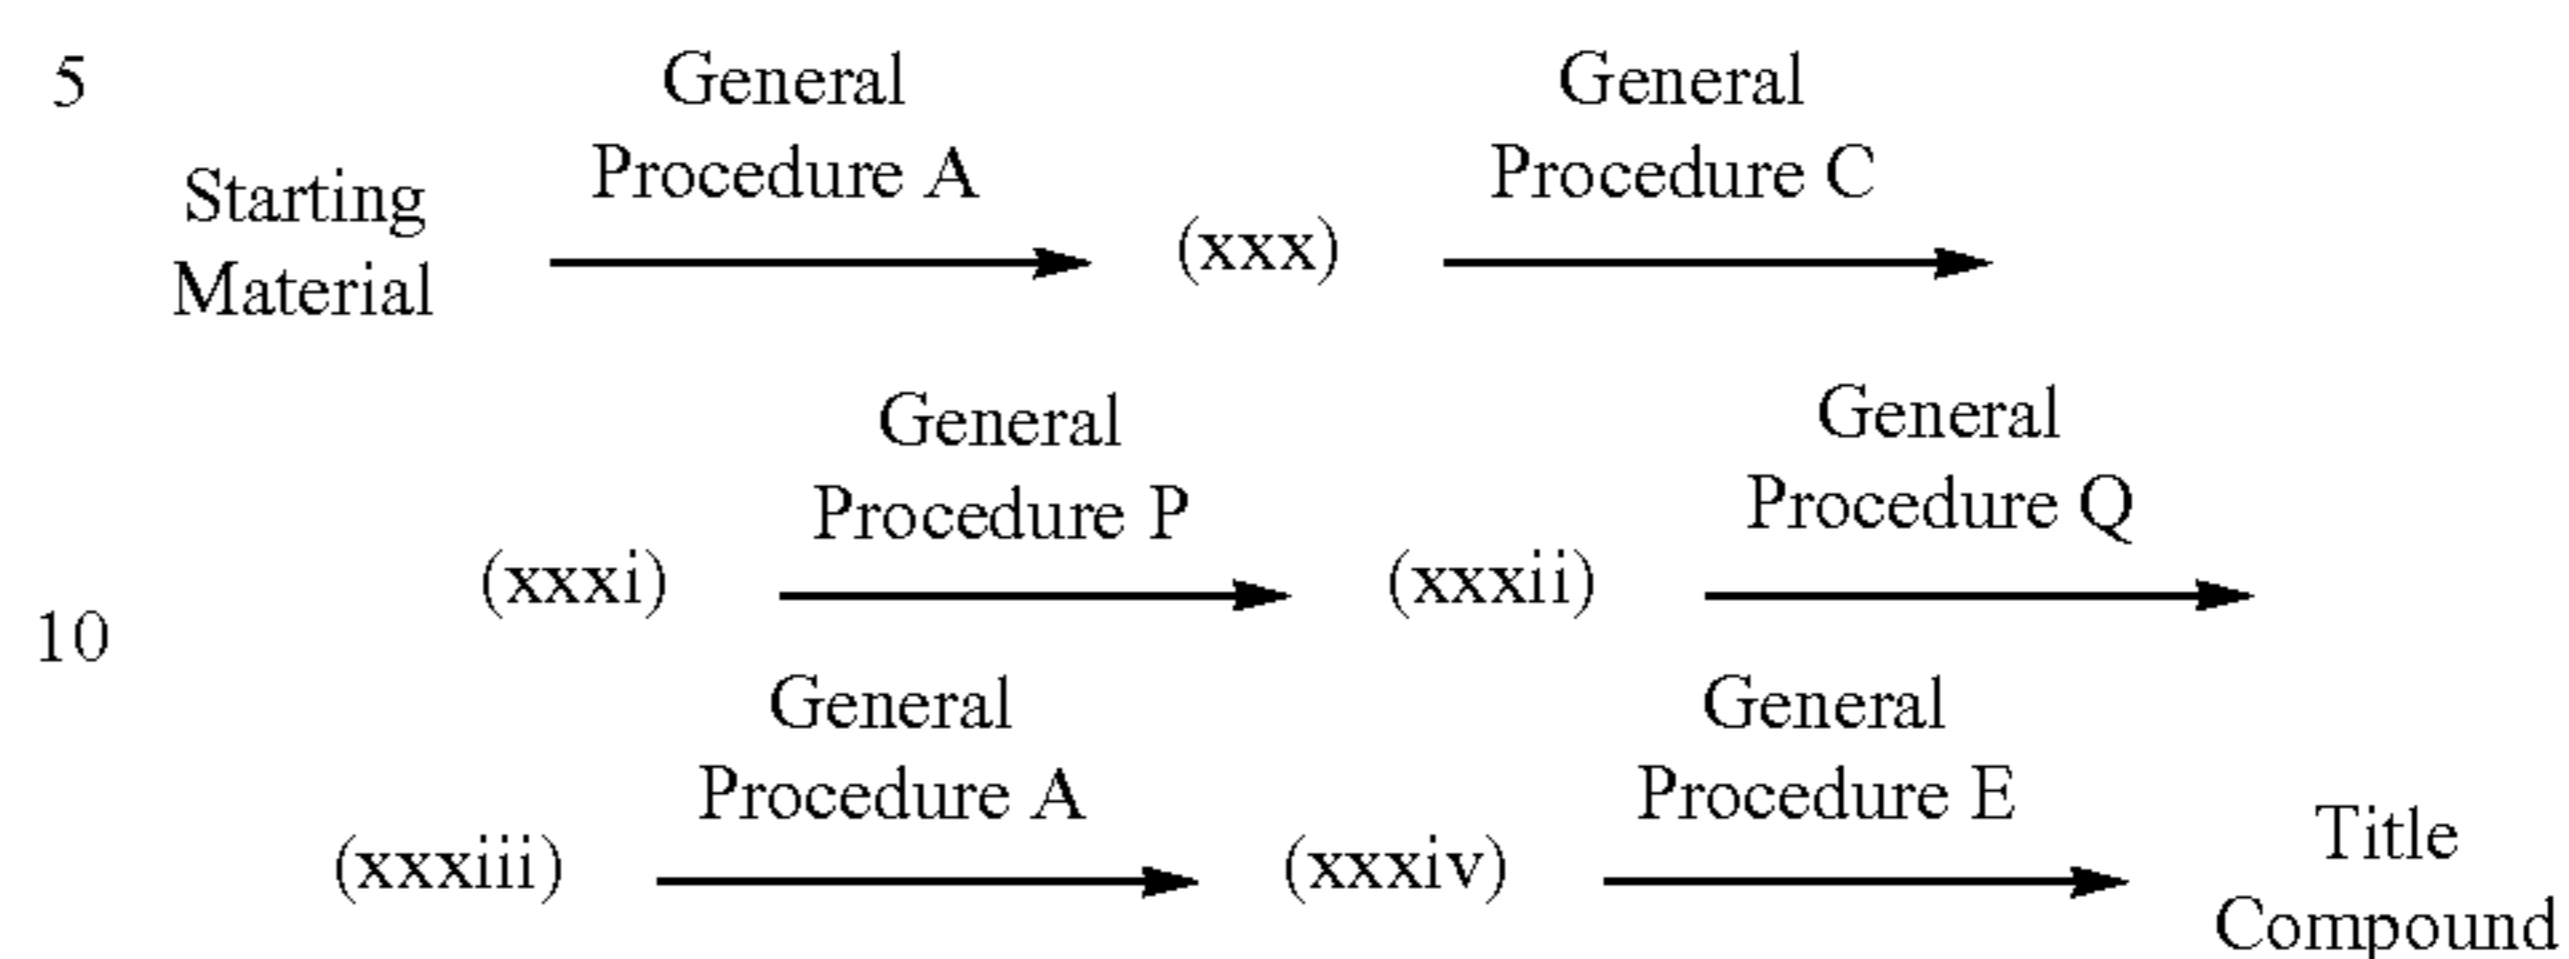 5
General
Procedure A
General
Procedure C
Starting
Material
(xxx)
General
Procedure P
General
Procedure Q
(xxxi)
(xxxii)
10
General
Procedure A
General
Procedure E
(xxxiii)
(xxxiv)
Title
Compound